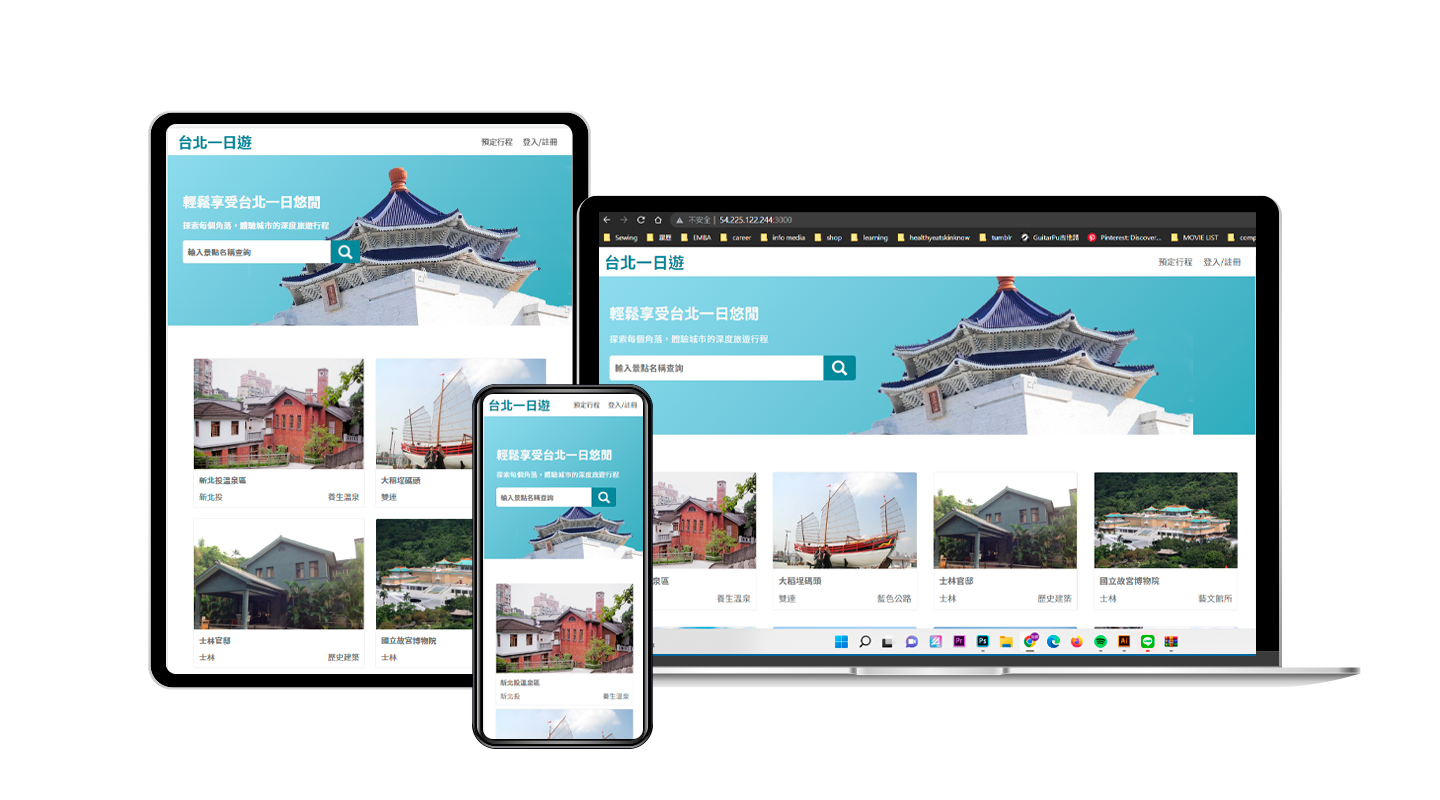 台北一日遊
預定行程 登入/註冊
輕鬆享受台北一日悠閒
探索每個角落，體驗城市的深度旅遊行程
輸入景點名稱查詢
新北投溫泉區
新北投 養生溫泉
大稻埕碼頭
雙連
士林官邸
士林 歷史建築
國立故宮博物院
士林
不安全 | 54.225.122.244:3000
Sewing 履歷 EMBA career info media shop learning healthyeatskinknow tumblr GuitarPu吉他譜 Pinterest: Discover... MOVIE LIST comp
台北一日遊
預定行程 登入/註冊
輕鬆享受台北一日悠閒
探索每個角落，體驗城市的深度旅遊行程
輸入景點名稱查詢
泉區
養生溫泉
大稻埕碼頭
雙連 藍色公路
士林官邸
士林 歷史建築
國立故宮博物院
士林 藝文館所
Pr Ps Ai
台北一日遊
預定行程 登入/註冊
輕鬆享受台北一日悠閒
探索每個角落，體驗城市的深度旅遊行程
輸入景點名稱查詢
新北投溫泉區
新北投 養生溫泉